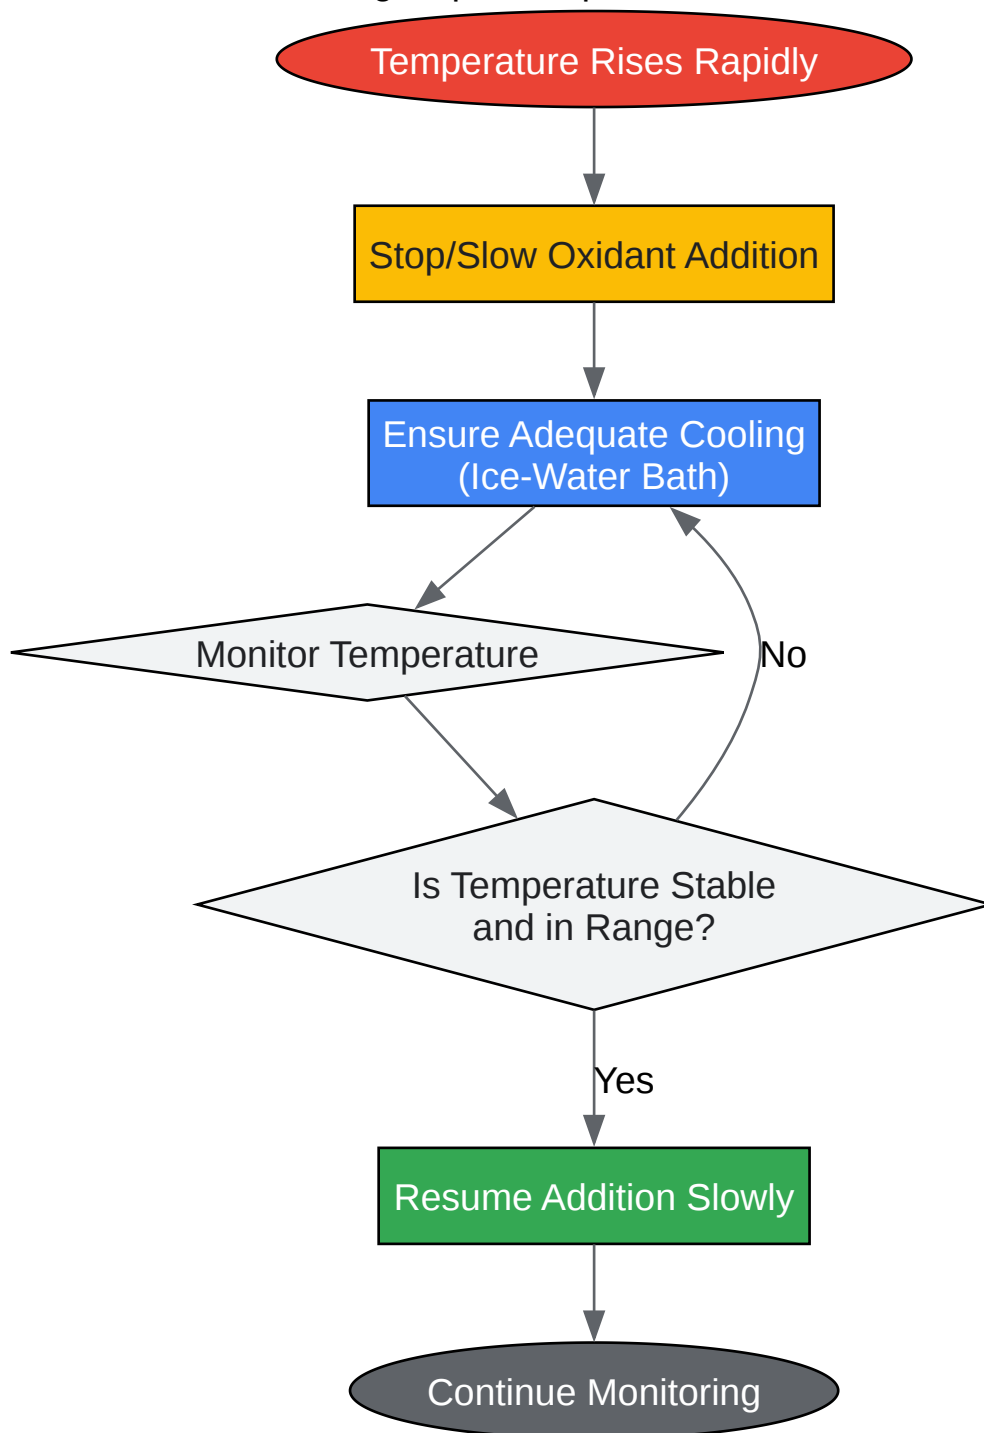 Temperature Rises Rapidly
Stop/Slow Oxidant Addition
Ensure Adequate Cooling
(Ice-Water Bath)
Monitor Temperature
No
Is Temperature Stable
and in Range?
Yes
Resume Addition Slowly
Continue Monitoring